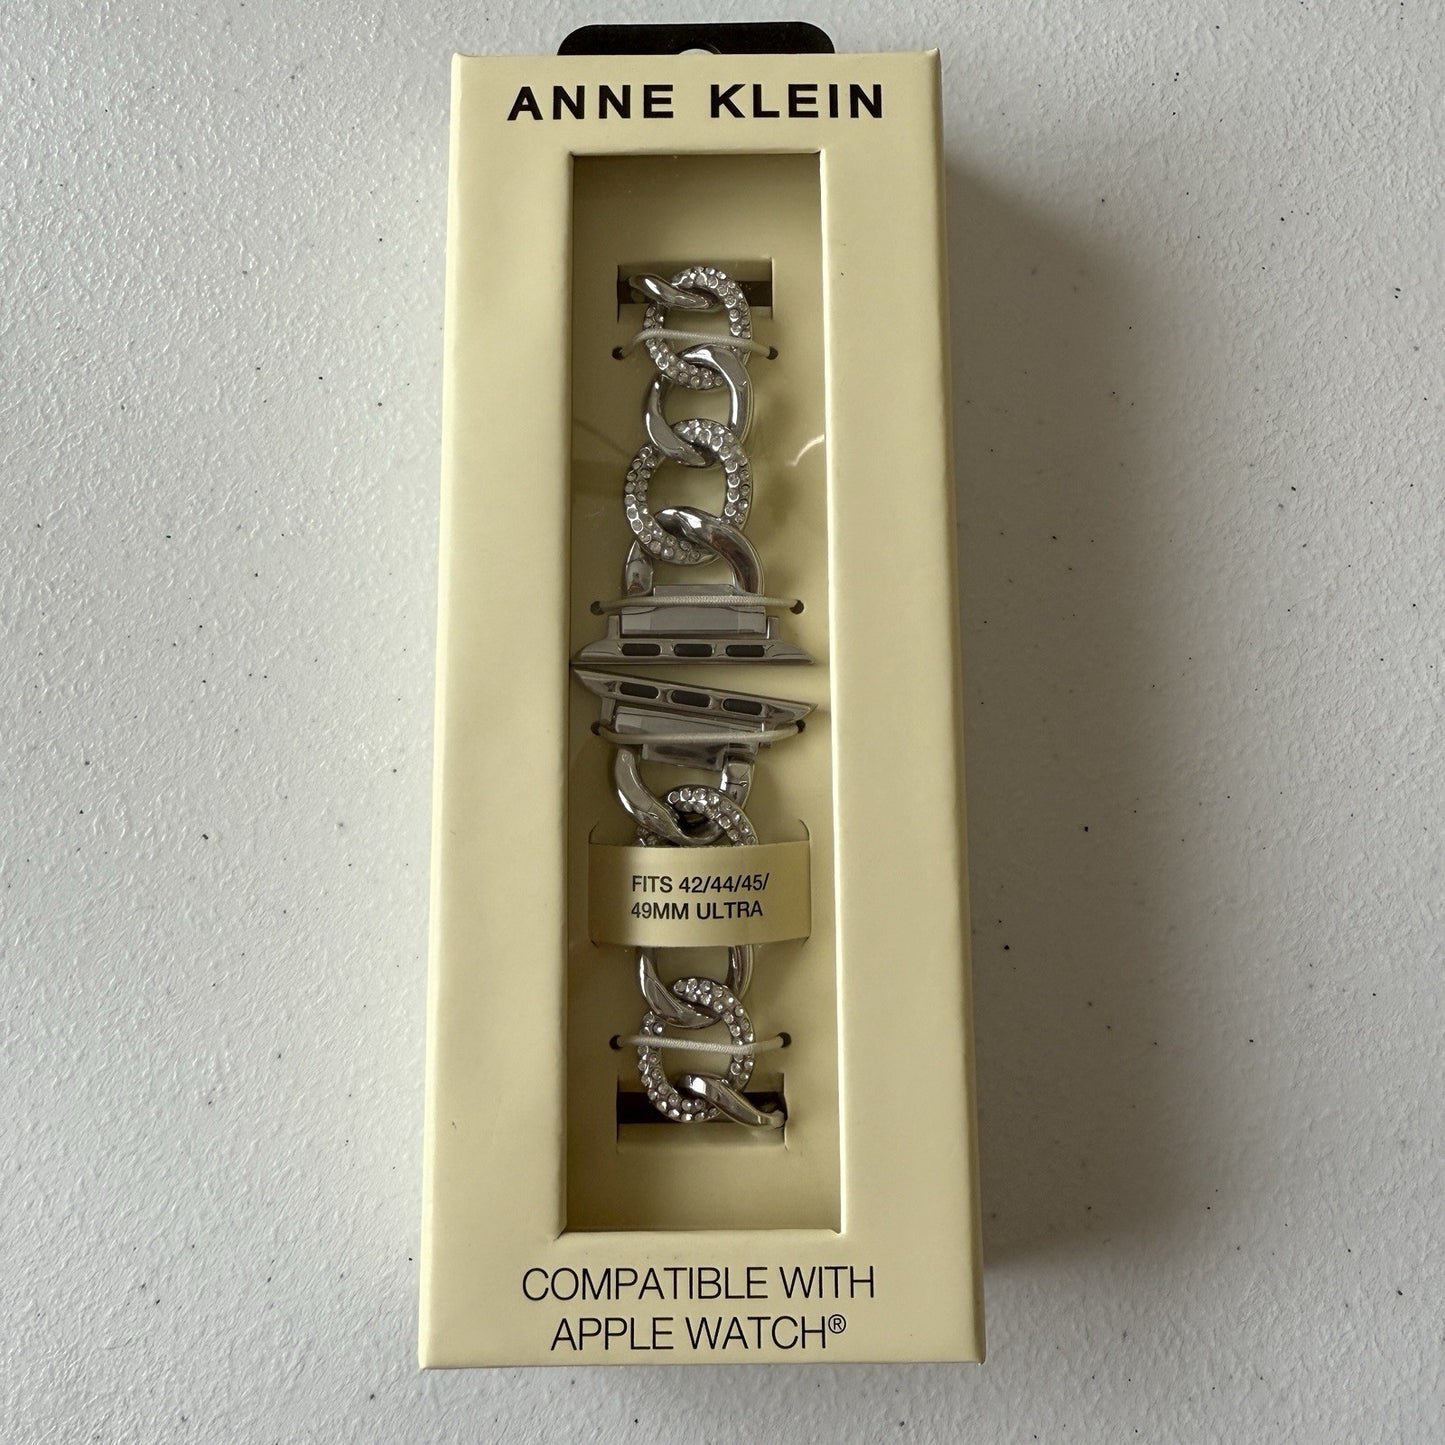 ANNE KLEIN
FITS 42/44/45/
49MM ULTRA
COMPATIBLE WITH
APPLE WATCH®